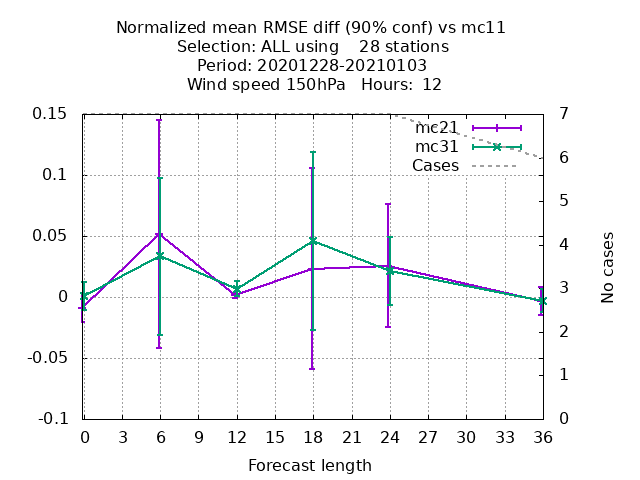 Normalized mean RMSE diff (90% conf) vs mc11
Selection: ALL using    28 stations
Period: 20201228-20210103
Wind speed 150hPa   Hours:  12
0.15
0.1
0.05
0
-0.05
-0.1
7
6
5
4
3
2
1
0
mc21
mc31
Cases
No cases
0 3 6 9 12 15 18 21 24 27 30 33 36
Forecast length